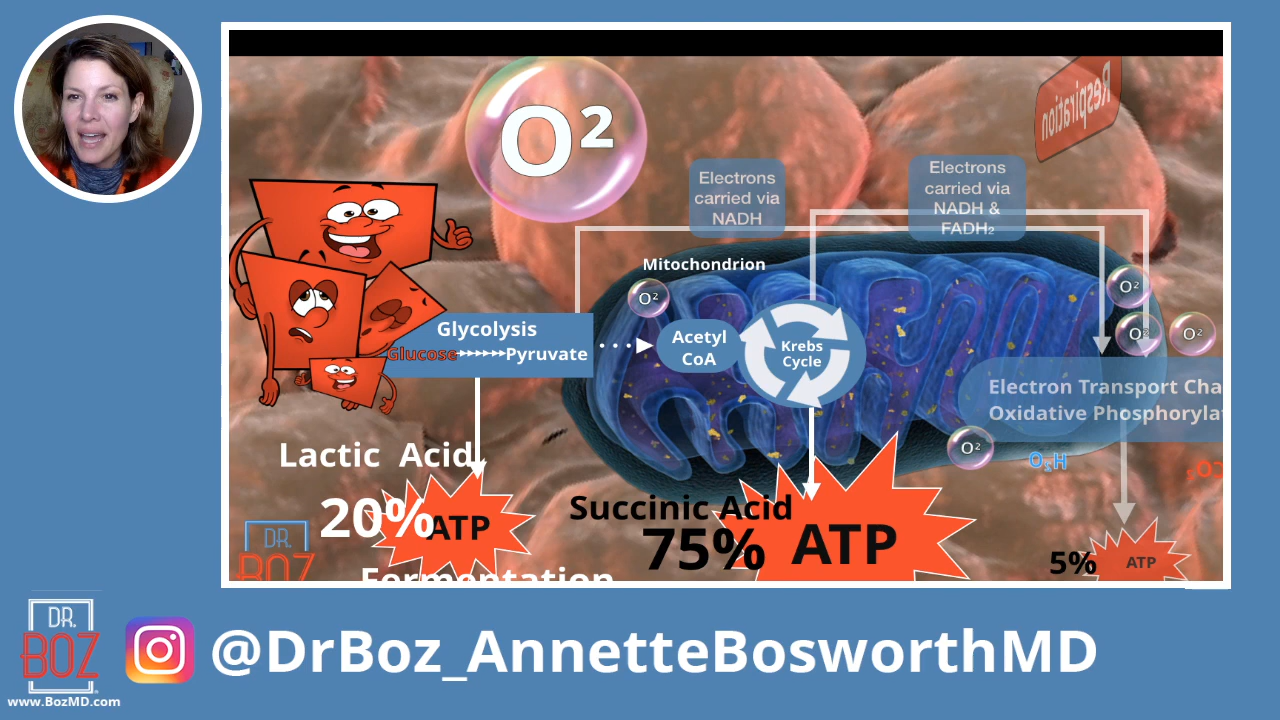 O²
Respiration
Electrons
carried via
NADH
Electrons
carried via
NADH &
FADH₂
Mitochondrion
O²
O²
O²
O²
Glycolysis
Glucose
Pyruvate
Acetyl
CoA
Krebs
Cycle
Electron Transport Cha
Oxidative Phosphorylat
O²
Lactic Acid
20%
ATP
Succinic Acid
75%
ATP
5%
ATP
Fermentation
DR.
BOZ
DR.
BOZ
@DrBoz_AnnetteBosworthMD
www.BozMD.com